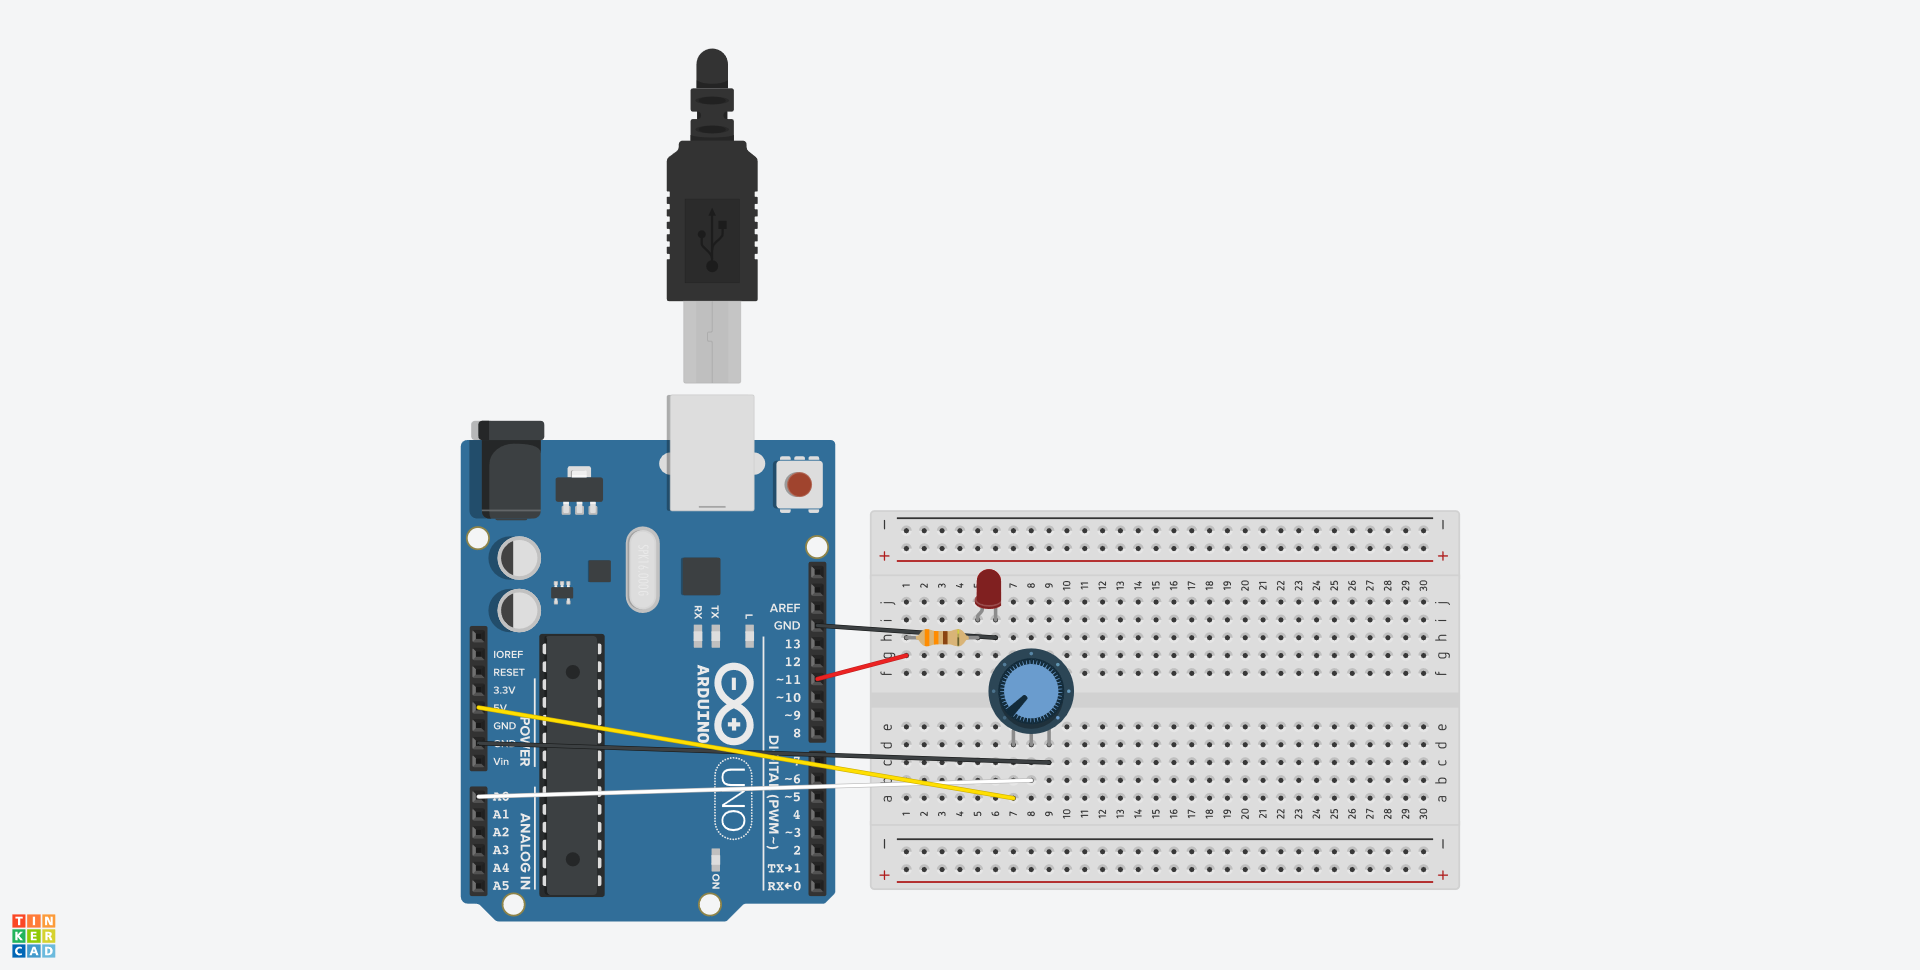 AREF
GND
13
12
~11
~10
~9
8
~6
~5
4
~3
2
TX→1
RX←0
DIGITAL (PWM ~)
IOREF
RESET
3.3V
5V
GND
GND
Vin
POWER
A0
A1
A2
A3
A4
A5
ANALOG IN
RX
TX
L
ARDUINO
UNO
ON
− −
+ +
1 2 3 4 5 7 8 9 10 11 12 13 14 15 16 17 18 19 20 21 22 23 24 25 26 27 28 29 30
j j
i i
h h
g g
f f
e e
d d
c c
b b
a a
1 2 3 4 5 6 7 8 9 10 11 12 13 14 15 16 17 18 19 20 21 22 23 24 25 26 27 28 29 30
− −
+ +
TIN
KER
CAD